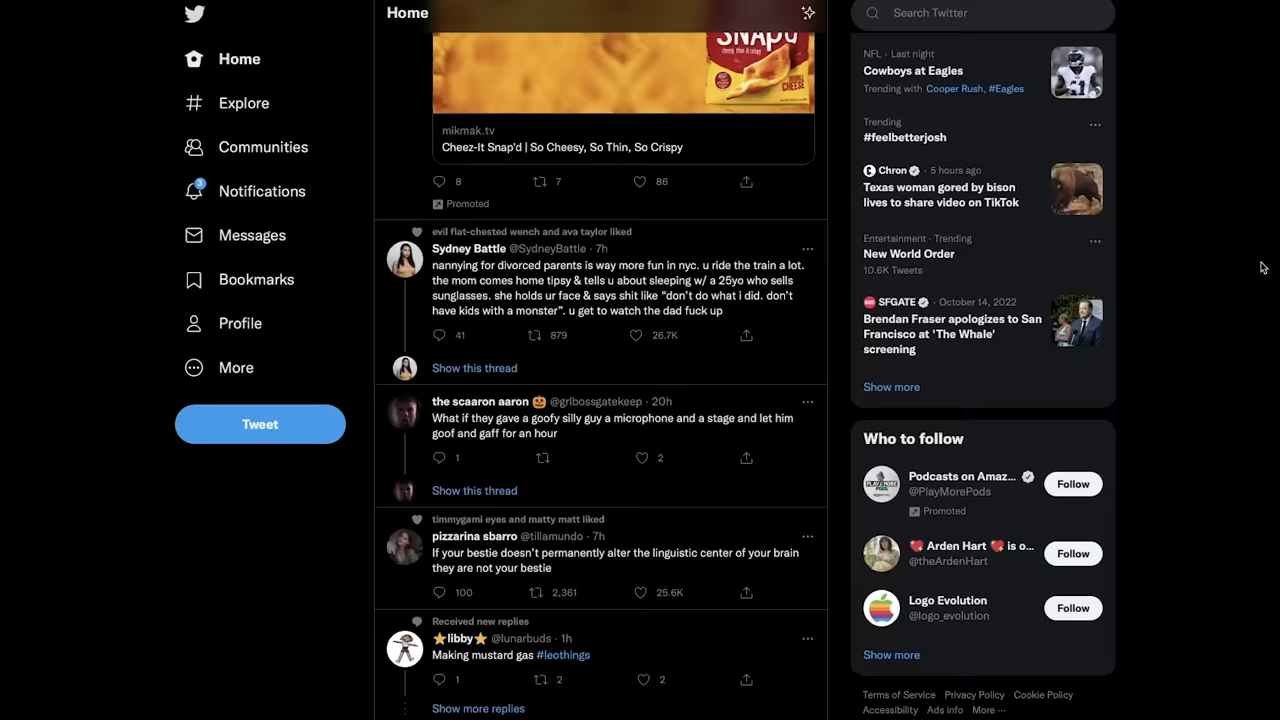 Home
Explore
Communities
3
Notifications
Messages
Bookmarks
Profile
More
Tweet
Home
SNAP'd
cheesy, thin & crispy
DOUBLE
CHEESE
mikmak.tv
Cheez-It Snap'd | So Cheesy, So Thin, So Crispy
8 7 86
Promoted
evil flat-chested wench and ava taylor liked
Sydney Battle @SydneyBattle · 7h
nannying for divorced parents is way more fun in nyc. u ride the train a lot.
the mom comes home tipsy & tells u about sleeping w/ a 25yo who sells
sunglasses. she holds ur face & says shit like “don’t do what i did. don’t
have kids with a monster”. u get to watch the dad fuck up
41 879 26.7K
Show this thread
the scaaron aaron 🎃 @grlbossgatekeep · 20h
What if they gave a goofy silly guy a microphone and a stage and let him
goof and gaff for an hour
1 2
Show this thread
timmygami eyes and matty matt liked
pizzarina sbarro @tillamundo · 7h
If your bestie doesn’t permanently alter the linguistic center of your brain
they are not your bestie
100 2,361 25.6K
Received new replies
⭐libby⭐ @lunarbuds · 1h
Making mustard gas #leothings
1 2 2
Show more replies
Search Twitter
NFL · Last night
Cowboys at Eagles
Trending with Cooper Rush, #Eagles
Trending
#feelbetterjosh
Chron · 5 hours ago
Texas woman gored by bison
lives to share video on TikTok
Entertainment · Trending
New World Order
10.6K Tweets
SFGATE · October 14, 2022
Brendan Fraser apologizes to San
Francisco at 'The Whale'
screening
Show more
Who to follow
Podcasts on Amaz...
@PlayMorePods
Follow
Promoted
💘 Arden Hart 💘 is o...
@theArdenHart
Follow
Logo Evolution
@logo_evolution
Follow
Show more
Terms of Service Privacy Policy Cookie Policy
Accessibility Ads info More ···